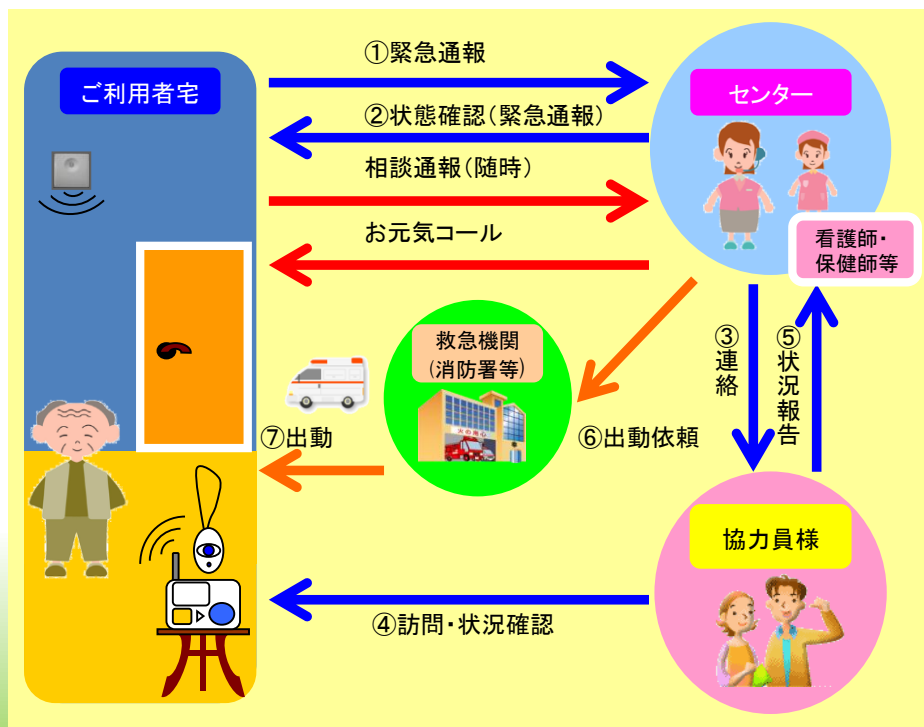 ①緊急通報
ご利用者宅
センター
②状態確認(緊急通報)
相談通報(随時)
お元気コール
看護師・
保健師等
救急機関
(消防署等)
③連絡
⑤状況報告
火の用心
⑦出動
⑥出動依頼
協力員様
④訪問・状況確認